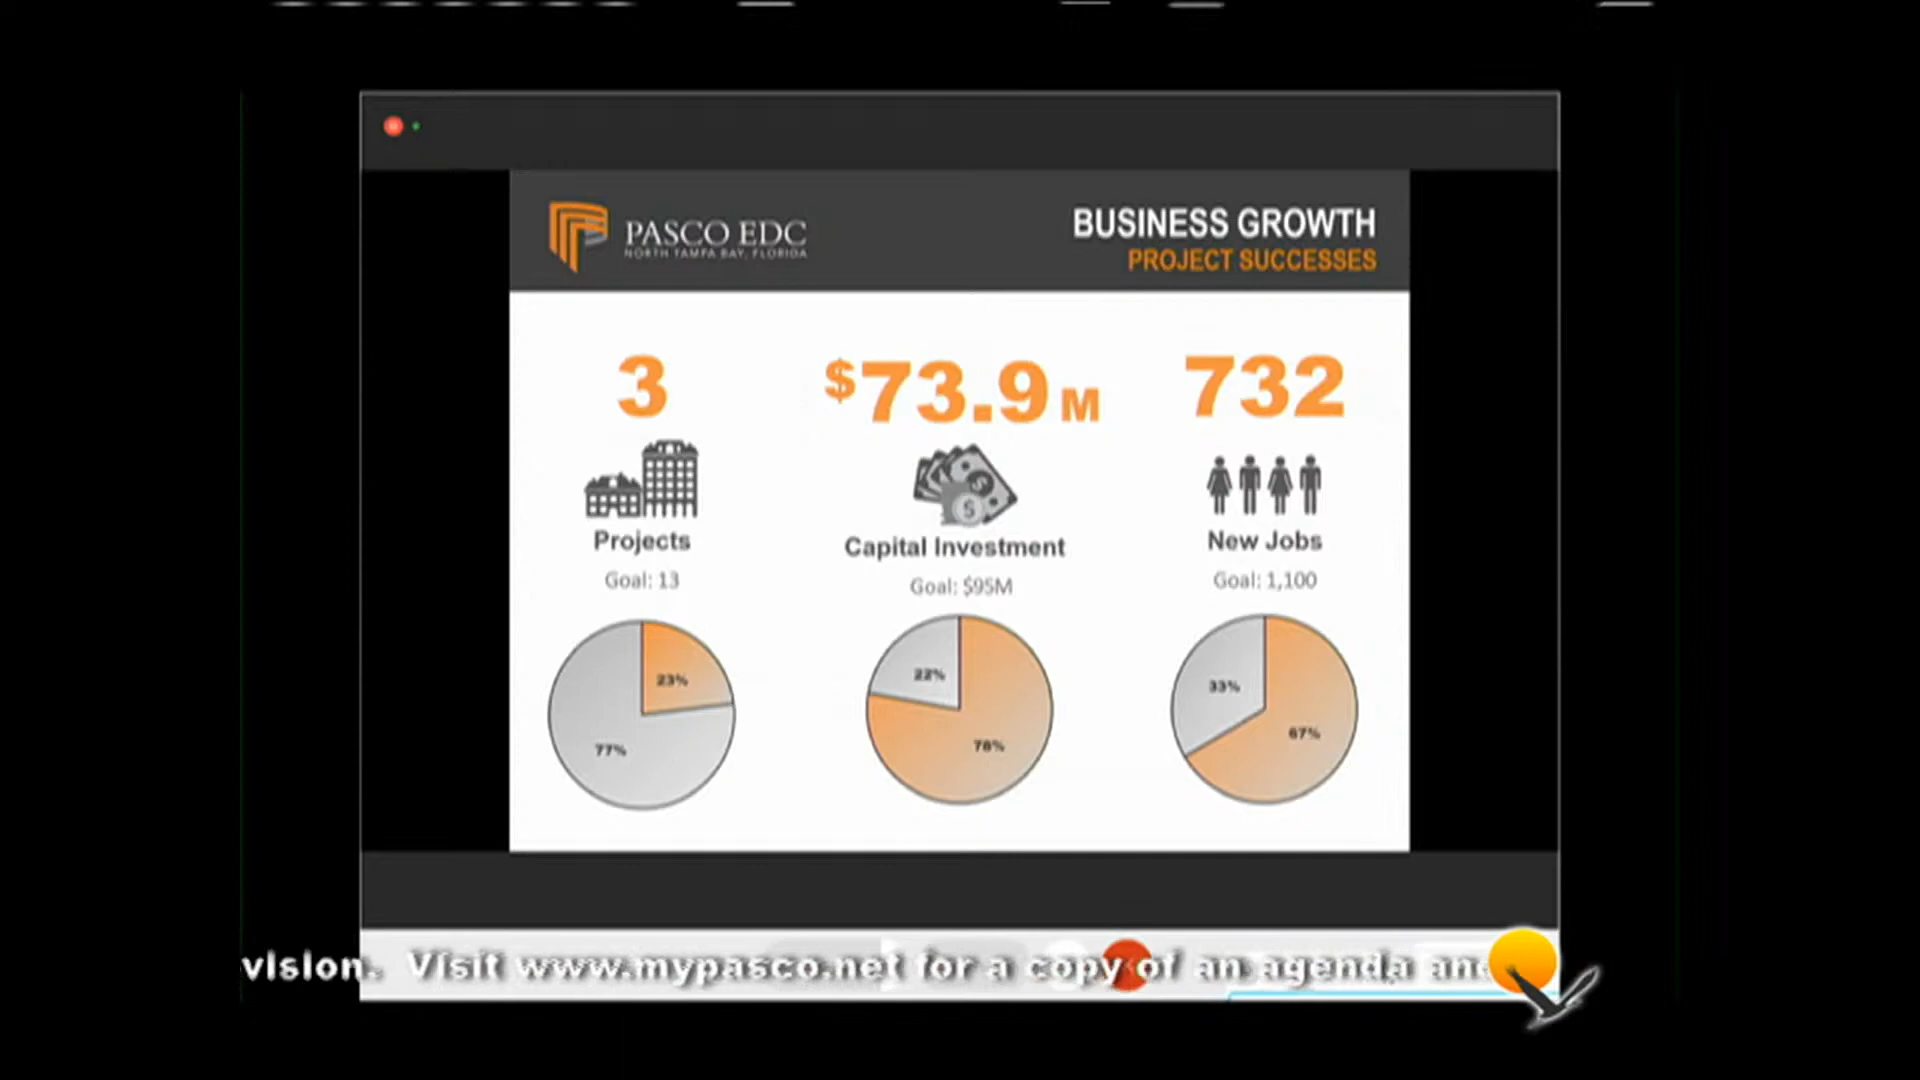 PASCO EDC
NORTH TAMPA BAY, FLORIDA
BUSINESS GROWTH
PROJECT SUCCESSES
3
$73.9 M
732
Projects
Capital Investment
New Jobs
Goal: 13
Goal: $95M
Goal: 1,100
23%
77%
22%
78%
33%
67%
vision. Visit www.mypasco.net for a copy of an agenda and